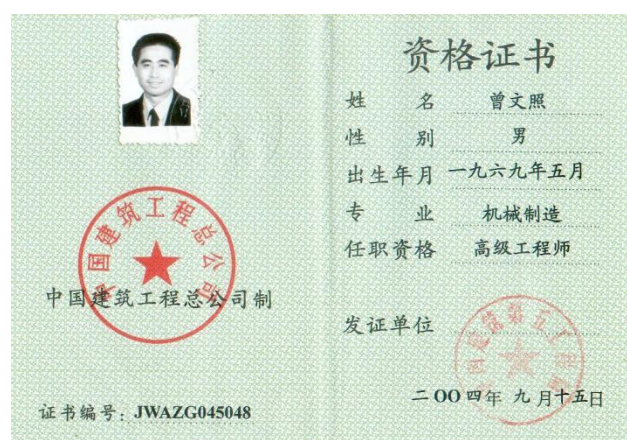 中国建筑工程总公司
中国建筑工程总公司制
证书编号：JWAZG045048
资格证书
姓 名 曾文照
性 别 男
出生年月 一九六九年五月
专 业 机械制造
任职资格 高级工程师
发证单位
二OO四年 九月十五日